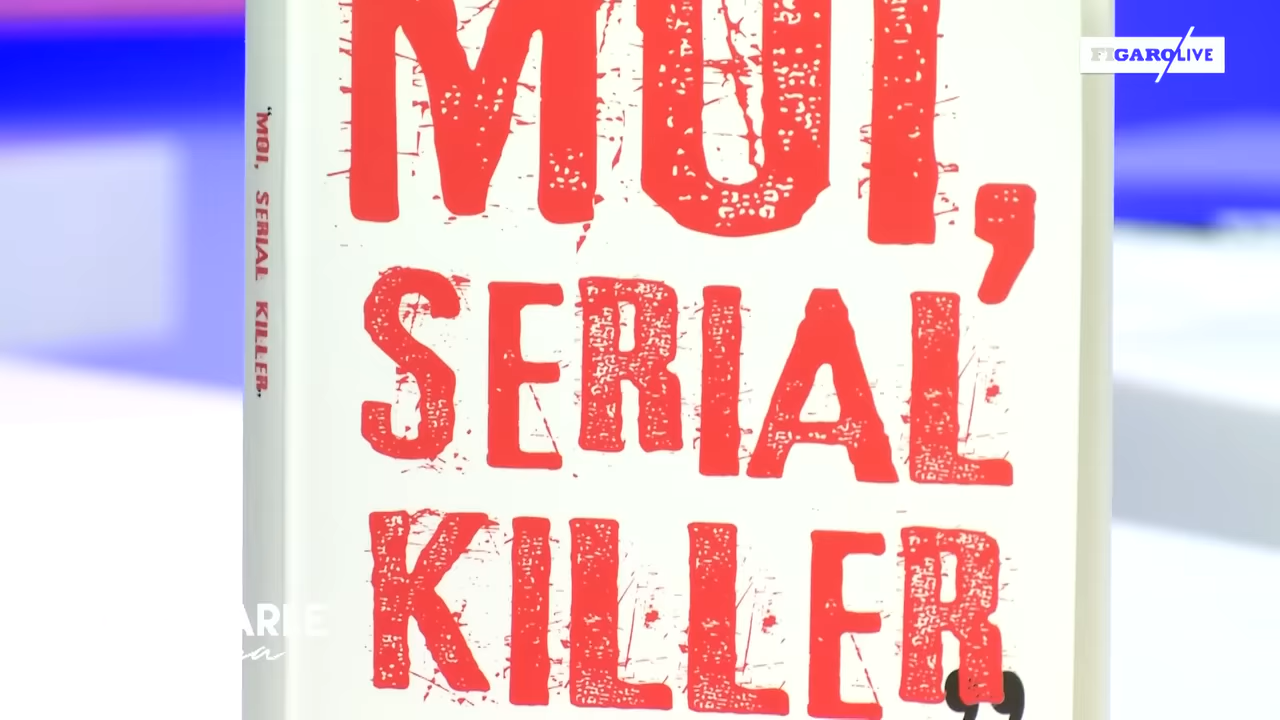 MOI,
SERIAL
KILLER”
“MOI, SERIAL KILLER”
FIGAROLIVE